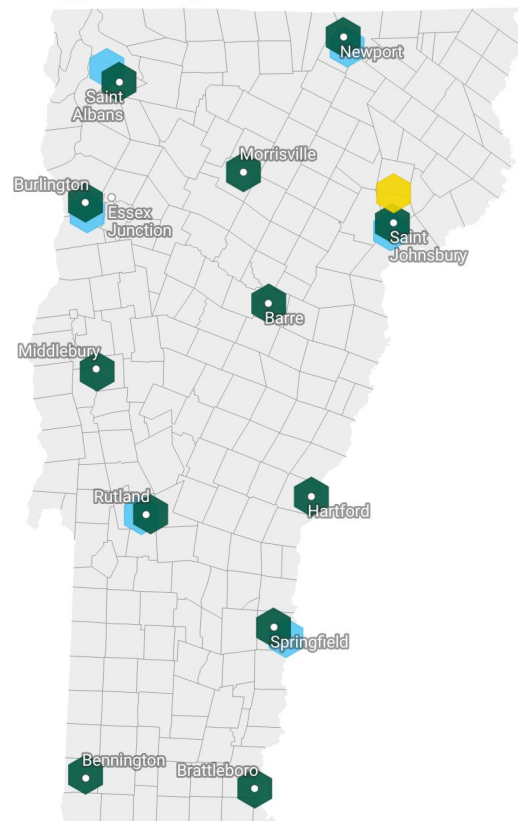 Newport
Saint
Albans
Morrisville
Burlington
Essex
Junction
Saint
Johnsbury
Barre
Middlebury
Rutland
Hartford
Springfield
Bennington
Brattleboro